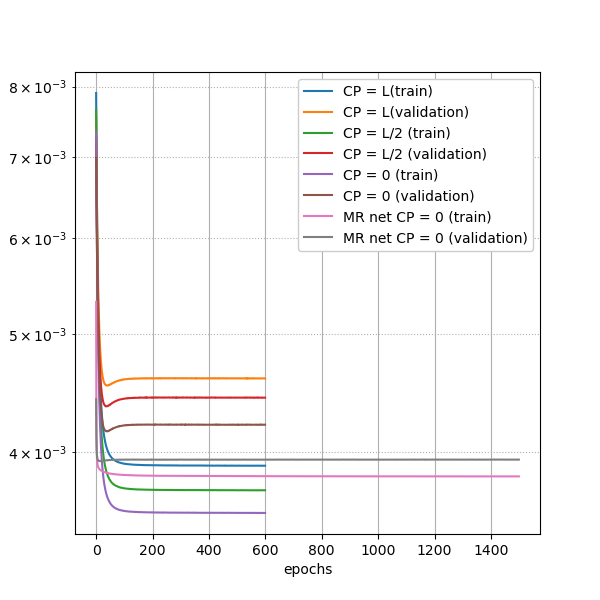 8 × 10⁻³
7 × 10⁻³
6 × 10⁻³
5 × 10⁻³
4 × 10⁻³
CP = L(train)
CP = L(validation)
CP = L/2 (train)
CP = L/2 (validation)
CP = 0 (train)
CP = 0 (validation)
MR net CP = 0 (train)
MR net CP = 0 (validation)
0 200 400 600 800 1000 1200 1400
epochs